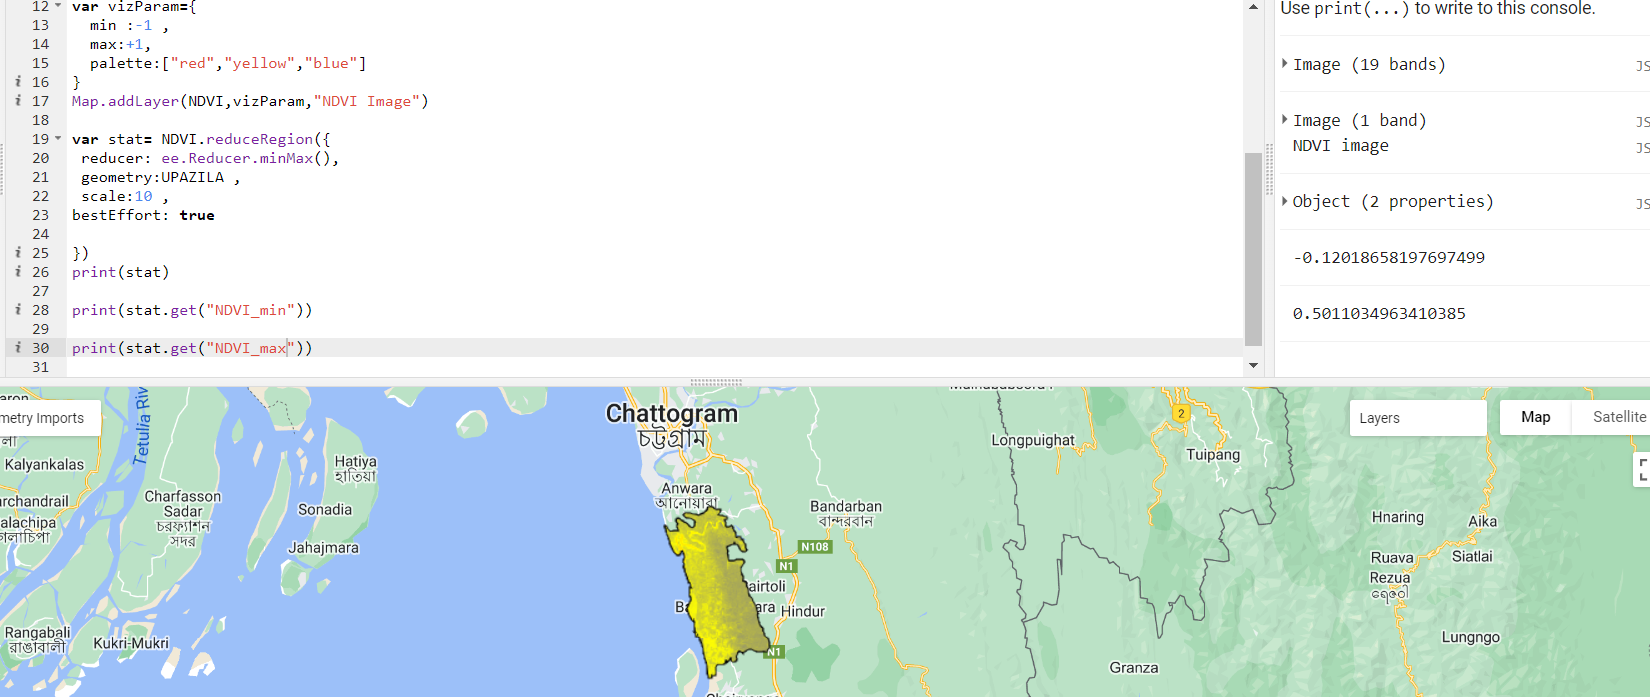 12 var vizParam={
13 min :-1 ,
14 max:+1,
15 palette:["red","yellow","blue"]
i 16 }
i 17 Map.addLayer(NDVI,vizParam,"NDVI Image")
18
19 var stat= NDVI.reduceRegion({
20 reducer: ee.Reducer.minMax(),
21 geometry:UPAZILA ,
22 scale:10 ,
23 bestEffort: true
24
i 25 })
i 26 print(stat)
27
i 28 print(stat.get("NDVI_min"))
29
i 30 print(stat.get("NDVI_max"))
31
Use print(...) to write to this console.
Image (19 bands)
JS
Image (1 band)
JS
NDVI image
JS
Object (2 properties)
JS
-0.12018658197697499
0.5011034963410385
metry Imports
Layers
Map Satellite
Tetulia Riv
Kalyankalas
rchandrail
alachipa
গলাচিপা
Charfasson
Sadar
চরফ্যাশন
সদর
Hatiya
হাতিয়া
Sonadia
Jahajmara
Rangabali
রাঙাবালী
Kukri-Mukri
Chattogram
চট্টগ্রাম
Anwara
আনোয়ারা
Bandarban
বান্দরবান
N108
N1
airtoli
Ba
ara Hindur
N1
2
Longpuighat
Tuipang
Hnaring
Aika
Ruava
Siatlai
Rezua
Lungngo
Granza